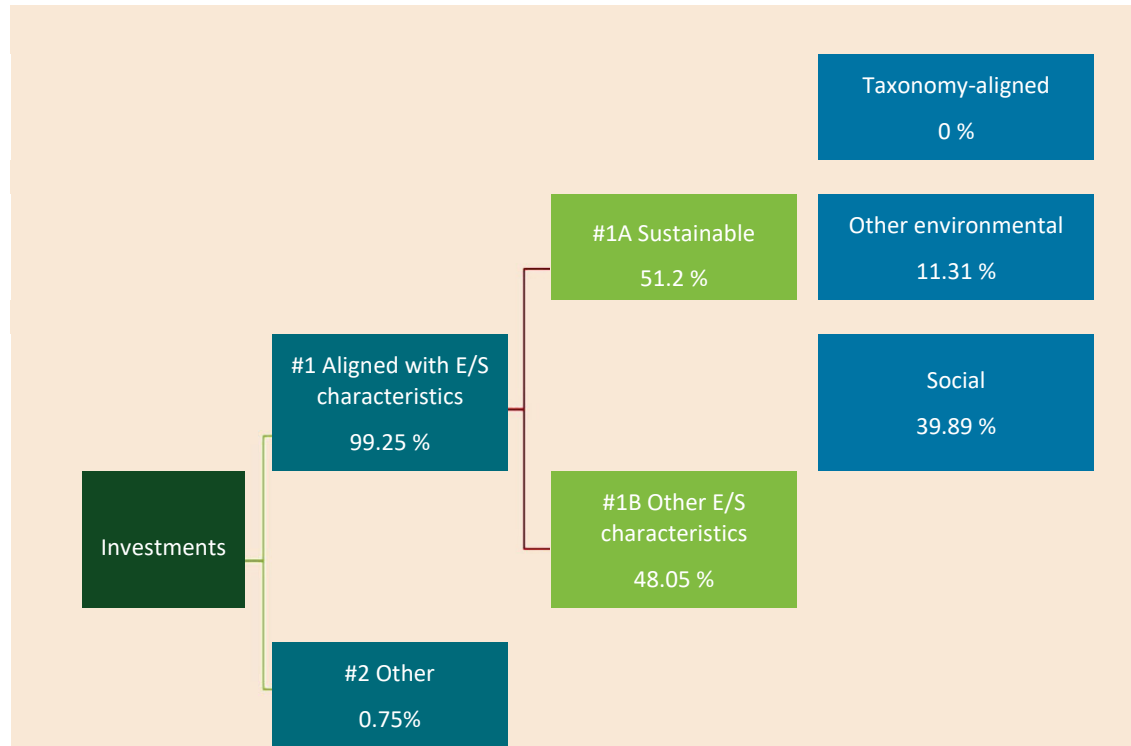 Taxonomy-aligned
0 %
#1A Sustainable
51.2 %
Other environmental
11.31 %
#1 Aligned with E/S
characteristics
99.25 %
Social
39.89 %
Investments
#1B Other E/S
characteristics
48.05 %
#2 Other
0.75%